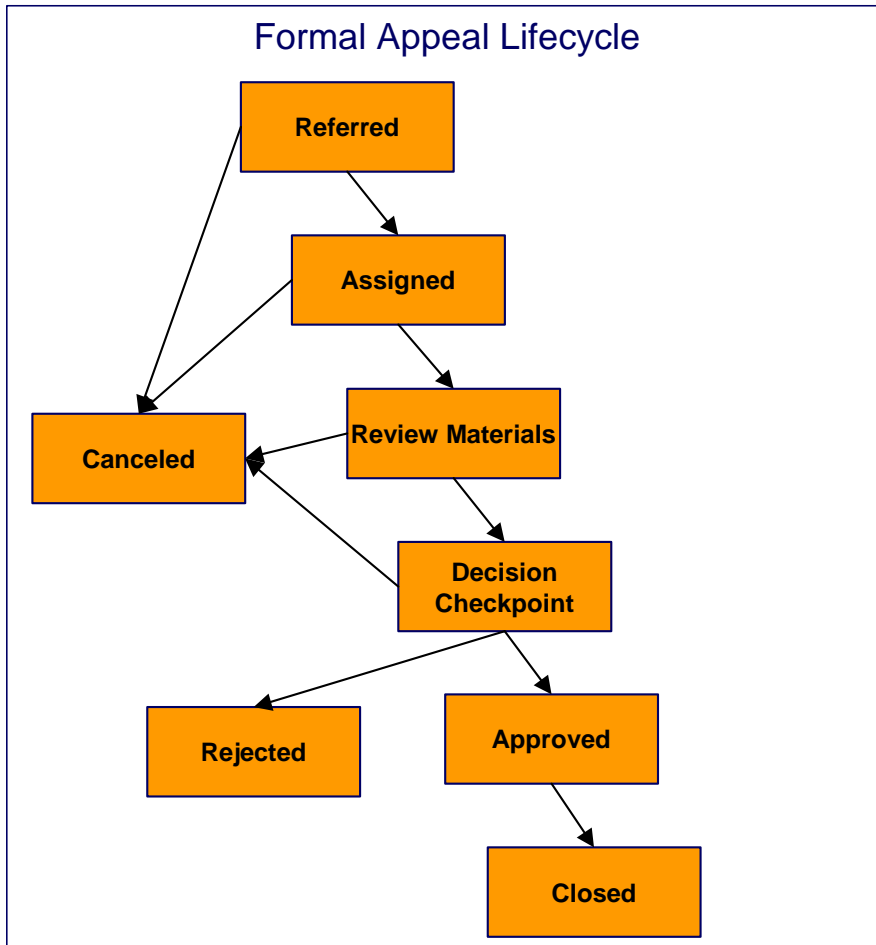 Formal Appeal Lifecycle
Referred
Assigned
Review Materials
Canceled
Decision
Checkpoint
Rejected
Approved
Closed